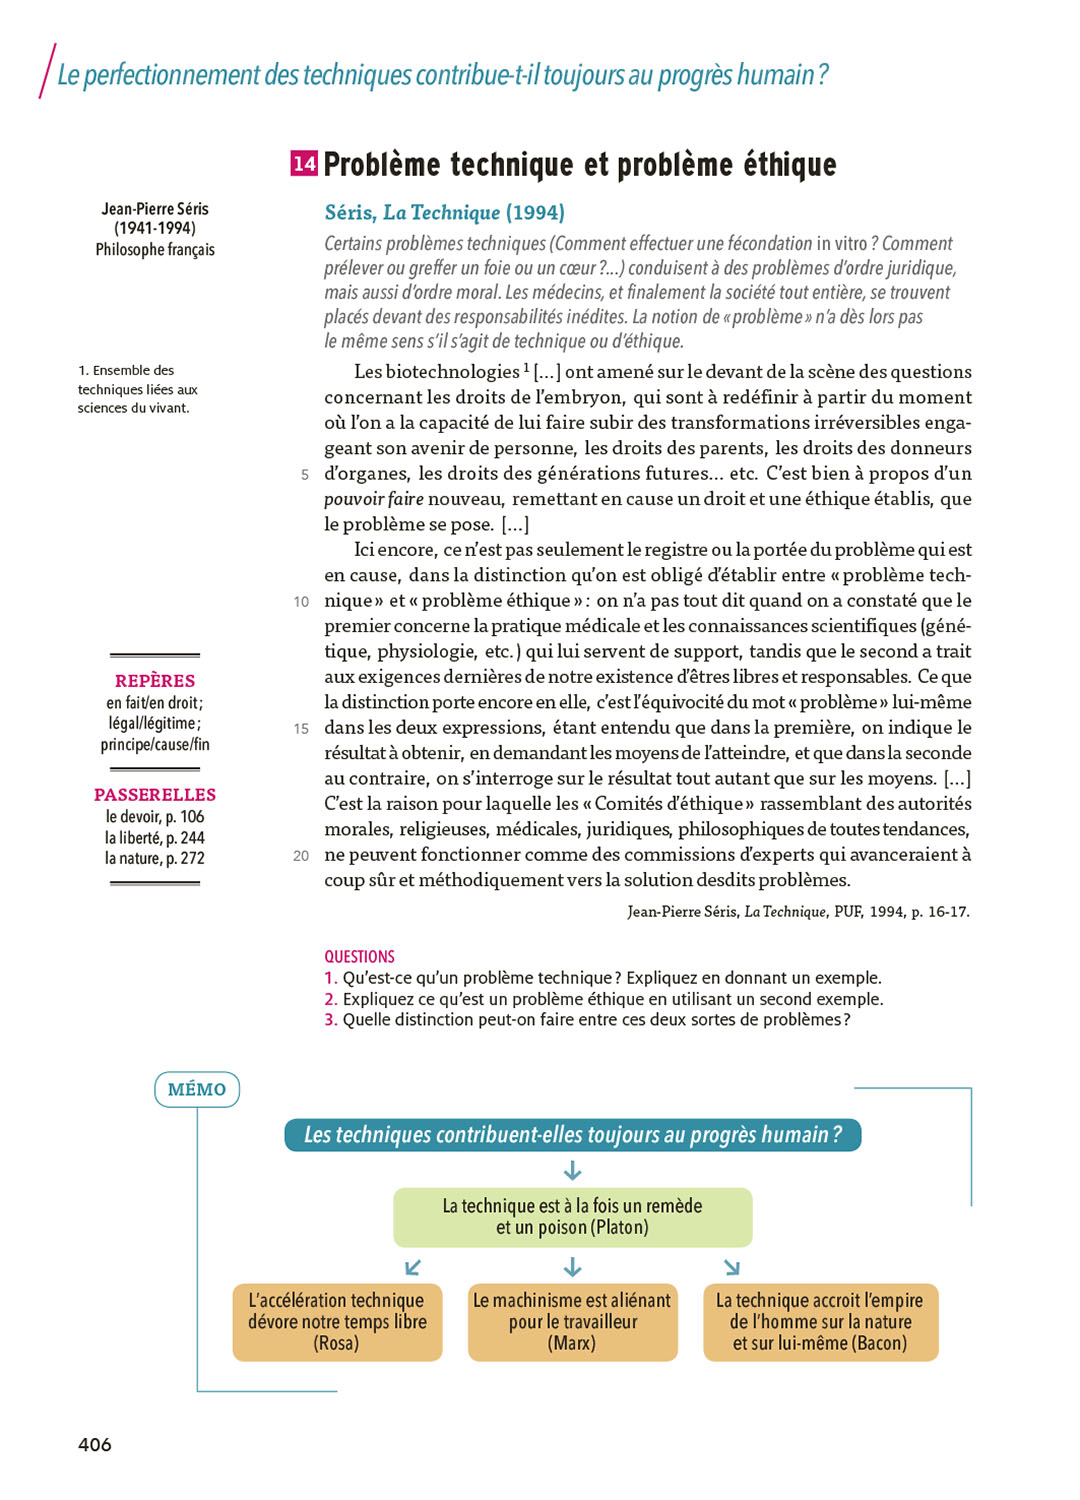 Le perfectionnement des techniques contribue-t-il toujours au progrès humain ?
14 Problème technique et problème éthique
Jean-Pierre Séris
(1941-1994)
Philosophe français
Séris, La Technique (1994)
Certains problèmes techniques (Comment effectuer une fécondation in vitro ? Comment
prélever ou greffer un foie ou un cœur ?...) conduisent à des problèmes d’ordre juridique,
mais aussi d’ordre moral. Les médecins, et finalement la société tout entière, se trouvent
placés devant des responsabilités inédites. La notion de « problème » n’a dès lors pas
le même sens s’il s’agit de technique ou d’éthique.
1. Ensemble des
techniques liées aux
sciences du vivant.
Les biotechnologies 1 [...] ont amené sur le devant de la scène des questions
concernant les droits de l’embryon, qui sont à redéfinir à partir du moment
où l’on a la capacité de lui faire subir des transformations irréversibles enga-
geant son avenir de personne, les droits des parents, les droits des donneurs
5 d’organes, les droits des générations futures... etc. C’est bien à propos d’un
pouvoir faire nouveau, remettant en cause un droit et une éthique établis, que
le problème se pose. [...]
Ici encore, ce n’est pas seulement le registre ou la portée du problème qui est
en cause, dans la distinction qu’on est obligé d’établir entre « problème tech-
10 nique » et « problème éthique » : on n’a pas tout dit quand on a constaté que le
premier concerne la pratique médicale et les connaissances scientifiques (géné-
tique, physiologie, etc.) qui lui servent de support, tandis que le second a trait
aux exigences dernières de notre existence d’êtres libres et responsables. Ce que
la distinction porte encore en elle, c’est l’équivocité du mot « problème » lui-même
15 dans les deux expressions, étant entendu que dans la première, on indique le
résultat à obtenir, en demandant les moyens de l’atteindre, et que dans la seconde
au contraire, on s’interroge sur le résultat tout autant que sur les moyens. [...]
C’est la raison pour laquelle les « Comités d’éthique » rassemblant des autorités
morales, religieuses, médicales, juridiques, philosophiques de toutes tendances,
20 ne peuvent fonctionner comme des commissions d’experts qui avanceraient à
coup sûr et méthodiquement vers la solution desdits problèmes.
Jean-Pierre Séris, La Technique, PUF, 1994, p. 16-17.
REPÈRES
en fait/en droit ;
légal/légitime ;
principe/cause/fin
PASSERELLES
le devoir, p. 106
la liberté, p. 244
la nature, p. 272
QUESTIONS
1. Qu’est-ce qu’un problème technique ? Expliquez en donnant un exemple.
2. Expliquez ce qu’est un problème éthique en utilisant un second exemple.
3. Quelle distinction peut-on faire entre ces deux sortes de problèmes ?
MÉMO
Les techniques contribuent-elles toujours au progrès humain ?
La technique est à la fois un remède
et un poison (Platon)
L’accélération technique
dévore notre temps libre
(Rosa)
Le machinisme est aliénant
pour le travailleur
(Marx)
La technique accroit l’empire
de l’homme sur la nature
et sur lui-même (Bacon)
406